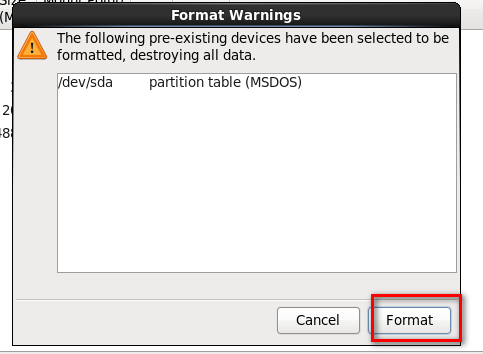 Format Warnings
The following pre-existing devices have been selected to be
formatted, destroying all data.
/dev/sda partition table (MSDOS)
Cancel Format